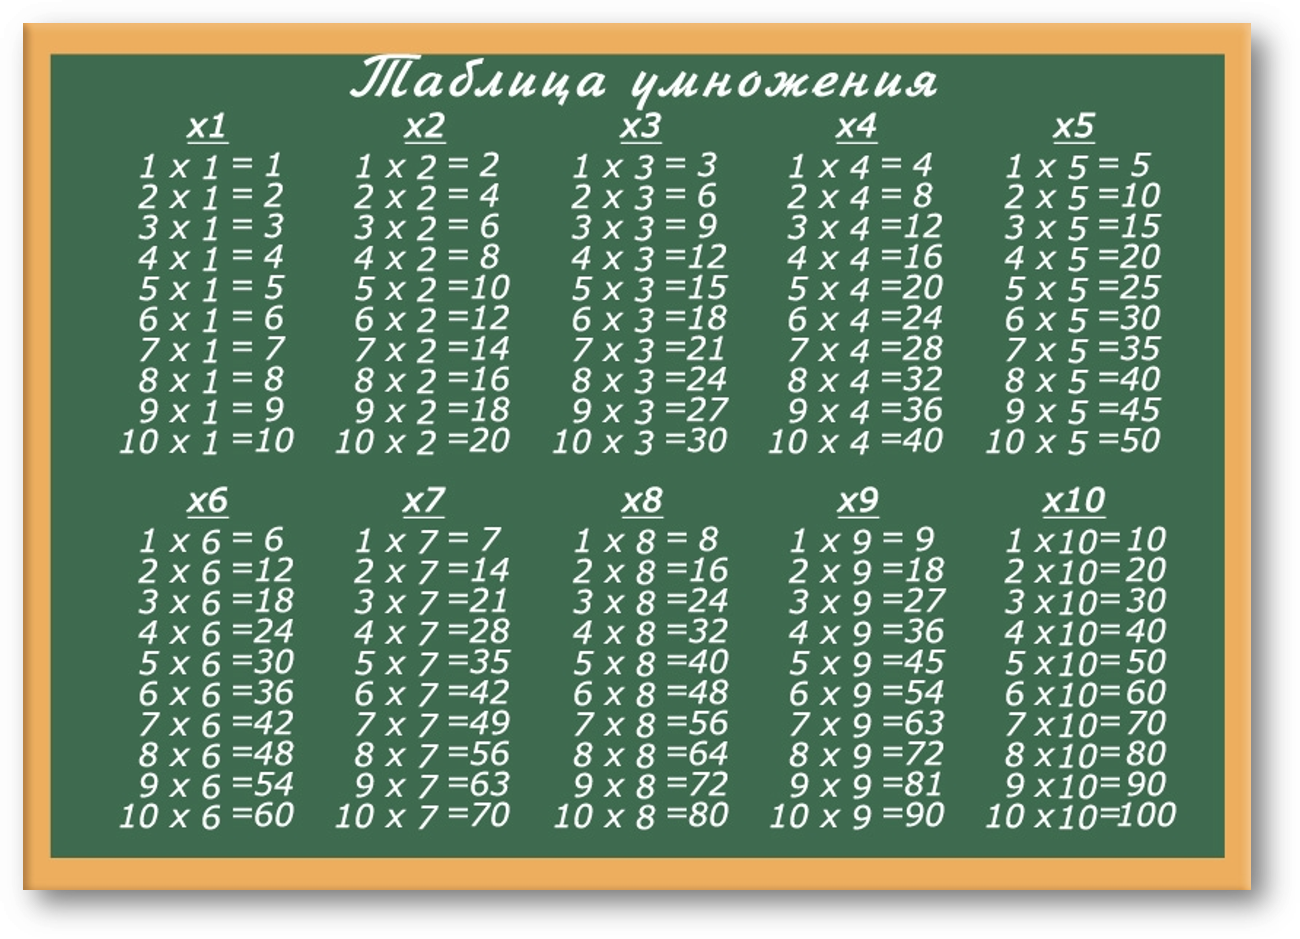 Таблица умножения
x1 x2 x3 x4 x5
1 x 1 = 1 1 x 2 = 2 1 x 3 = 3 1 x 4 = 4 1 x 5 = 5
2 x 1 = 2 2 x 2 = 4 2 x 3 = 6 2 x 4 = 8 2 x 5 =10
3 x 1 = 3 3 x 2 = 6 3 x 3 = 9 3 x 4 =12 3 x 5 =15
4 x 1 = 4 4 x 2 = 8 4 x 3 =12 4 x 4 =16 4 x 5 =20
5 x 1 = 5 5 x 2 =10 5 x 3 =15 5 x 4 =20 5 x 5 =25
6 x 1 = 6 6 x 2 =12 6 x 3 =18 6 x 4 =24 6 x 5 =30
7 x 1 = 7 7 x 2 =14 7 x 3 =21 7 x 4 =28 7 x 5 =35
8 x 1 = 8 8 x 2 =16 8 x 3 =24 8 x 4 =32 8 x 5 =40
9 x 1 = 9 9 x 2 =18 9 x 3 =27 9 x 4 =36 9 x 5 =45
10 x 1 =10 10 x 2 =20 10 x 3 =30 10 x 4 =40 10 x 5 =50
x6 x7 x8 x9 x10
1 x 6 = 6 1 x 7 = 7 1 x 8 = 8 1 x 9 = 9 1 x10= 10
2 x 6 =12 2 x 7 =14 2 x 8 =16 2 x 9 =18 2 x10= 20
3 x 6 =18 3 x 7 =21 3 x 8 =24 3 x 9 =27 3 x10= 30
4 x 6 =24 4 x 7 =28 4 x 8 =32 4 x 9 =36 4 x10= 40
5 x 6 =30 5 x 7 =35 5 x 8 =40 5 x 9 =45 5 x10= 50
6 x 6 =36 6 x 7 =42 6 x 8 =48 6 x 9 =54 6 x10= 60
7 x 6 =42 7 x 7 =49 7 x 8 =56 7 x 9 =63 7 x10= 70
8 x 6 =48 8 x 7 =56 8 x 8 =64 8 x 9 =72 8 x10= 80
9 x 6 =54 9 x 7 =63 9 x 8 =72 9 x 9 =81 9 x10= 90
10 x 6 =60 10 x 7 =70 10 x 8 =80 10 x 9 =90 10 x10=100